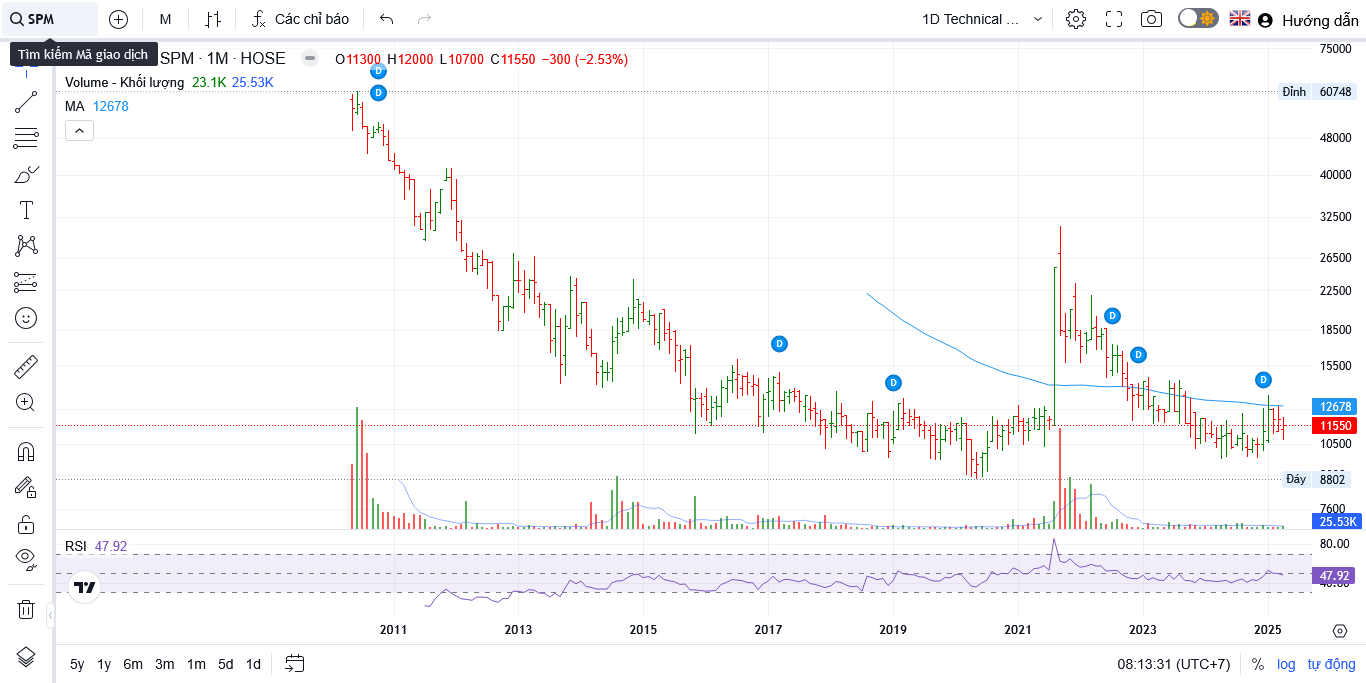 SPM
M
Các chỉ báo
1D Technical ...
Hướng dẫn
Tìm kiếm Mã giao dịch
SPM · 1M · HOSE
O11300 H12000 L10700 C11550 −300 (−2.53%)
Volume - Khối lượng 23.1K 25.53K
MA 12678
D
D
D
D
D
D
D
75000
Đỉnh 60748
48000
40000
32500
26500
22500
18500
15500
12678
11550
10500
Đáy 8802
7600
25.53K
RSI 47.92
80.00
47.92
40.00
2011 2013 2015 2017 2019 2021 2023 2025
5y 1y 6m 3m 1m 5d 1d
08:13:31 (UTC+7) % log tự động